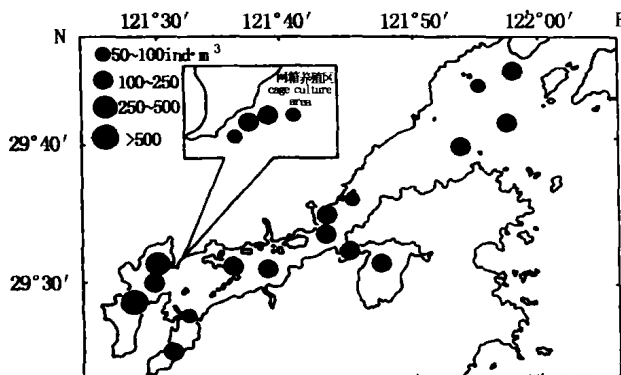 121°30′ 121°40′ 121°50′ 122°00′ E
N
50~100ind·m³
100~250
250~500
>500
网箱养殖区
cage culture
area
29°40′
29°30′